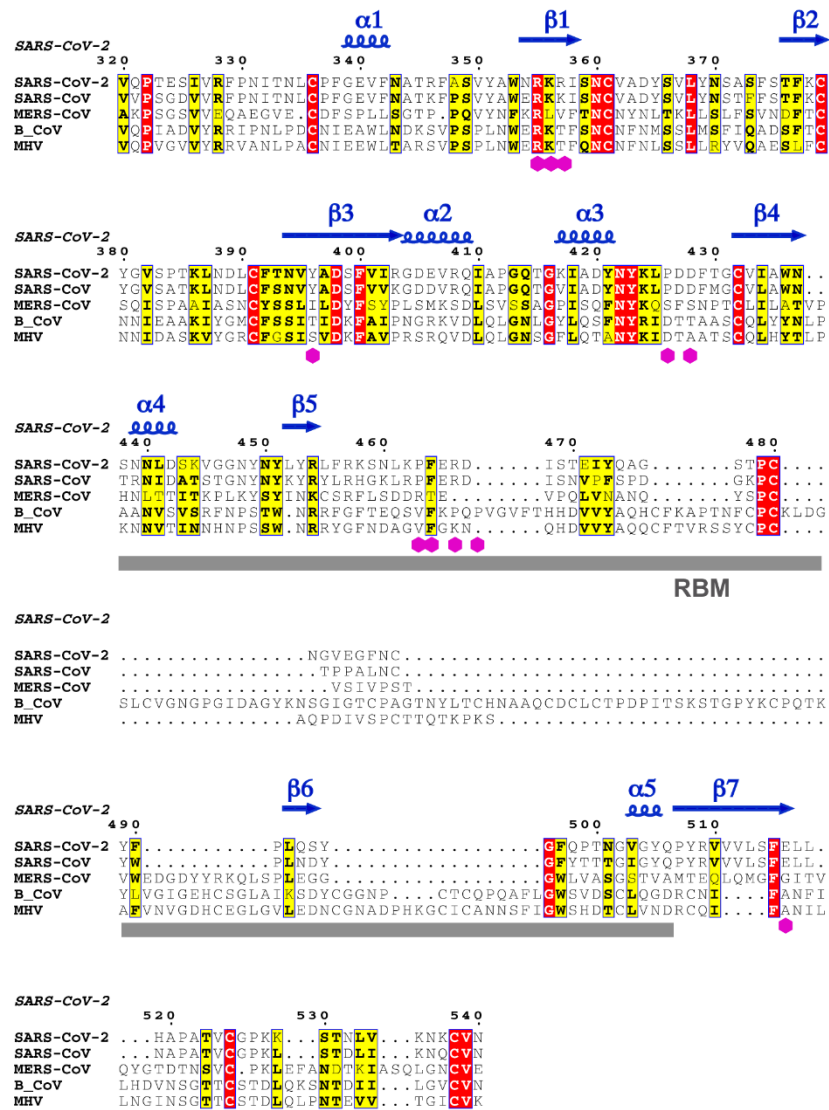 α1 β1 β2
SARS-CoV-2
320 330 340 350 360 370
SARS-CoV-2 VQPTESIVRFPNITNLCPFGEVFNATRFASVYAWNRKRISNCVADYSVLYNSASFSTFKC
SARS-CoV VVPSGDVVRFPNITNLCPFGEVFNATKFPSVYAWERKKISNCVADYSVLYNSTFFSTFKC
MERS-CoV AKPSGSVVEQAEGVE.CDFSPLLSGTP.PQVYNFKRLVFTNCNYNLTKLLSLFSVNDFTC
B_CoV VQPIADVYRRIPNLPDCNIEAWLNDKSVPSPLNWERKTFSNCNFNMSSLMSFIQADSFTC
MHV VQPVGVVYRRVANLPACNIEEWLTARSVPSPLNWERKTFQNCNFNLSSLLRYVQAESLFC
β3 α2 α3 β4
SARS-CoV-2
380 390 400 410 420 430
SARS-CoV-2 YGVSPTKLNDLCFTNVYADSFVIRGDEVRQIAPGQTGKIADYNYKLPDDFTGCVIAWN..
SARS-CoV YGVSATKLNDLCFSNVYADSFVVKGDDVRQIAPGQTGVIADYNYKLPDDFMGCVLAWN..
MERS-CoV SQISPAAIASNCYSSLILDYFSYPLSMKSDLSVSSAGPISQFNYKQSFSNPTCLILATVP
B_CoV NNIEAAKIYGMCFSSITIDKFAIPNGRKVDLQLGNLGYLQSFNYRIDTTATSCQLYYNLP
MHV NNIDASKVYGRCFGSISVDKFAVPRSRQVDLQLGNSGFLQTANYKIDTAATSCQLHYTLP
α4 β5
SARS-CoV-2
440 450 460 470 480
SARS-CoV-2 SNNLDSKVGGNYNYLYRLFRKSNLKPFERD.....ISTEIYQAG........STPC....
SARS-CoV TRNIDATSTGNYNYKYRYLRHGKLRPFERD.....ISNVPFSPD........GKPC....
MERS-CoV HNLTTITKPLKYSYINKCSRFLSDDRTE.......VPQLVNANQ........YSPC....
B_CoV AANVSVSRFNPSTW.NRRFGFTEQSVFKPQPVGVFTHHDVVYAQHCFKAPTNFCPCKLDG
MHV KNNVTINNHNPSSW.NRRYGFNDAGVFGKN.....QHDVVYAQQCFTVRSSYCPC....
RBM
SARS-CoV-2
SARS-CoV-2 ................NGVEGFNC....................................
SARS-CoV .................TPPALNC....................................
MERS-CoV ..................VSIVPST...................................
B_CoV SLCVGNGPGIDAGYKNSGIGTCPAGTNYLTCHNAAQCDCLCTPDPITSKSTGPYKCPQTK
MHV ...............AQPDIVSPCTTQTKPKS............................
β6 α5 β7
SARS-CoV-2
490 500 510
SARS-CoV-2 YF...........PLQSY..................GFQPTNGVGYQPYRVVVLSFELL.
SARS-CoV YW...........PLNDY..................GFYTTTGIGYQPYRVVVLSFELL.
MERS-CoV VWEDGDYYRKQLSPLEGG..................GWLVASGSTVAMTEQLQMGFGITV
B_CoV YLVGIGEHCSGLAIKSDYCGGNP....CTCQPQAFLGWSVDSCLQGDRCNI....FANFI
MHV AFVNVGDHCEGLGVLEDNCGNADPHKGCICANNSFIGWSHDTCLVNDRCQI....FANIL
SARS-CoV-2
520 530 540
SARS-CoV-2 ...HAPATVCGPKK...STNLV...KNKCVN
SARS-CoV ...NAPATVCGPKL...STDLI...KNQCVN
MERS-CoV QYGTDTNSVC.PKLEFANDTKIASQLGNCVE
B_CoV LHDVNSGTTCSTDLQKSNTDII...LGVCVN
MHV LNGINSGTTCSTDLQLPNTEVV...TGICVK